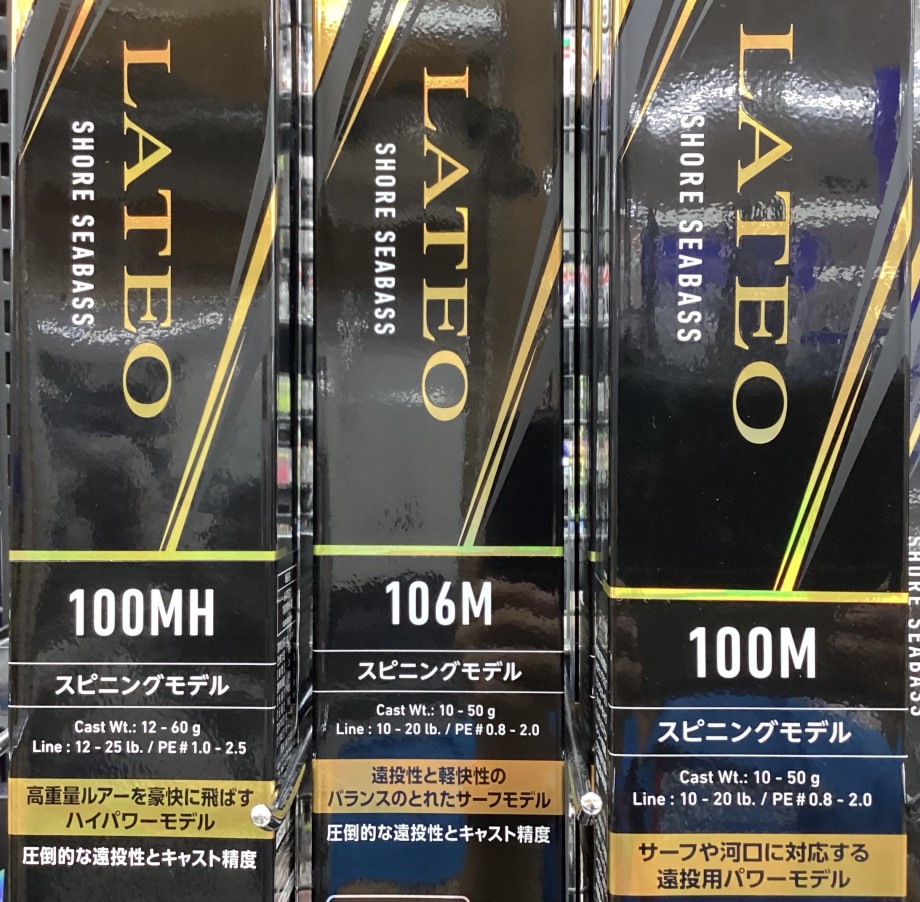 LATEO
SHORE SEABASS
100MH
スピニングモデル
Cast Wt.: 12 - 60 g
Line : 12 - 25 lb. / PE # 1.0 - 2.5
高重量ルアーを豪快に飛ばす
ハイパワーモデル
圧倒的な遠投性とキャスト精度
LATEO
SHORE SEABASS
106M
スピニングモデル
Cast Wt.: 10 - 50 g
Line : 10 - 20 lb. / PE # 0.8 - 2.0
遠投性と軽快性の
バランスのとれたサーフモデル
圧倒的な遠投性とキャスト精度
LATEO
SHORE SEABASS
100M
スピニングモデル
Cast Wt.: 10 - 50 g
Line : 10 - 20 lb. / PE # 0.8 - 2.0
サーフや河口に対応する
遠投用パワーモデル
SHORE SEABASS